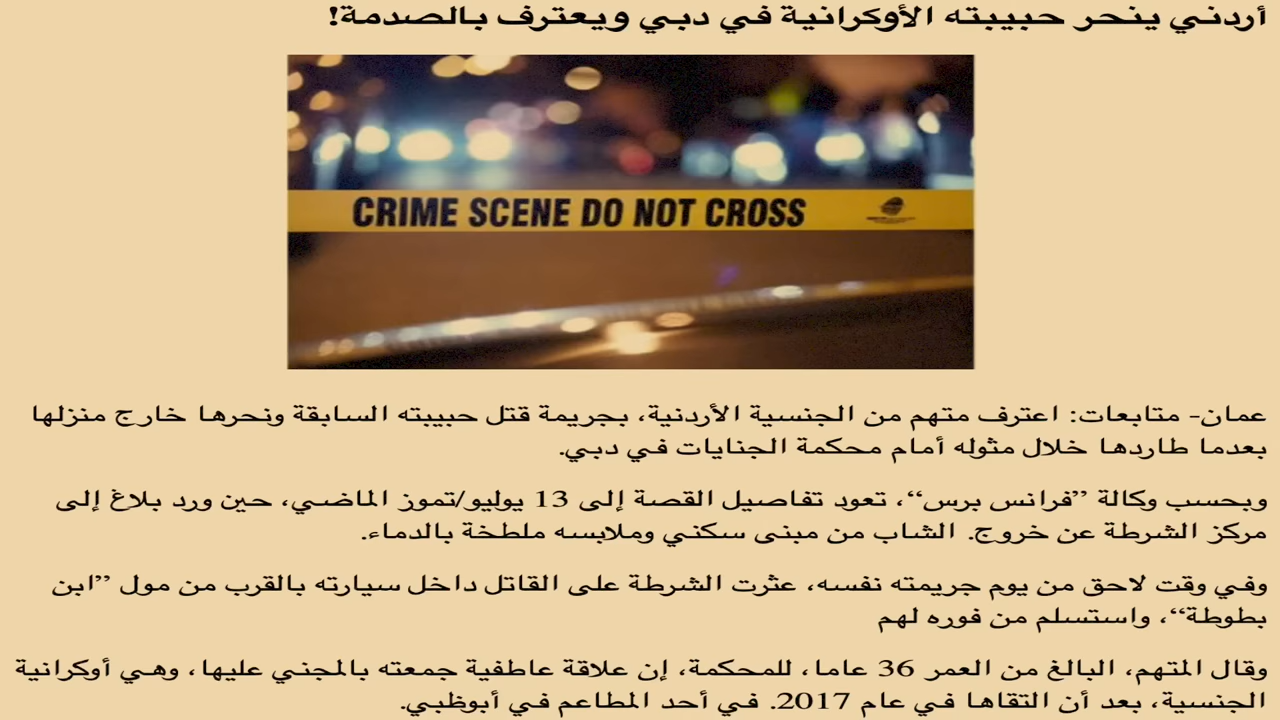 أردني ينحر حبيبته الأوكرانية في دبي ويعترف بالصدمة!
CRIME SCENE DO NOT CROSS
عمان- متابعات: اعترف متهم من الجنسية الأردنية، بجريمة قتل حبيبته السابقة ونحرها خارج منزلها
بعدما طاردها خلال مثوله أمام محكمة الجنايات في دبي.
وبحسب وكالة ”فرانس برس“، تعود تفاصيل القصة إلى 13 يوليو/تموز الماضي، حين ورد بلاغ إلى
مركز الشرطة عن خروج. الشاب من مبنى سكني وملابسه ملطخة بالدماء.
وفي وقت لاحق من يوم جريمته نفسه، عثرت الشرطة على القاتل داخل سيارته بالقرب من مول ”ابن
بطوطة“، واستسلم من فوره لهم
وقال المتهم، البالغ من العمر 36 عاما، للمحكمة، إن علاقة عاطفية جمعته بالمجني عليها، وهي أوكرانية
الجنسية، بعد أن التقاها في عام 2017. في أحد المطاعم في أبوظبي.